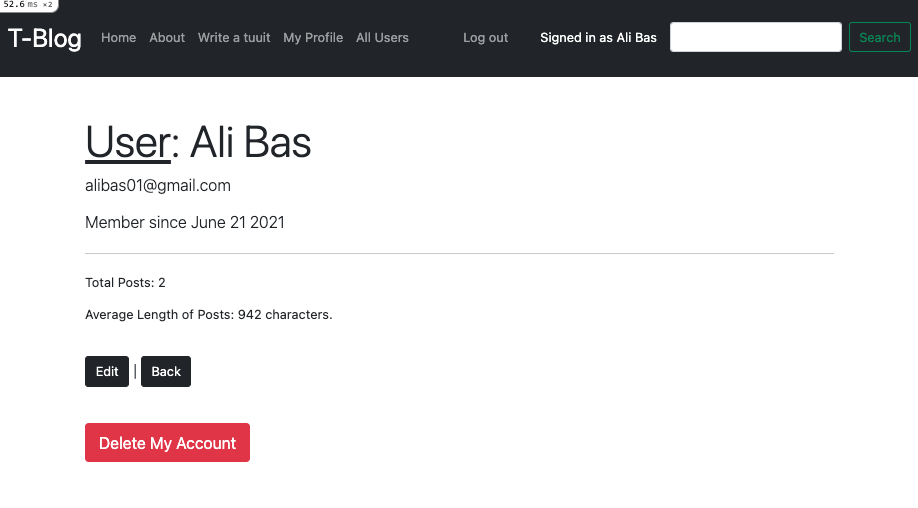 52.6 ms ×2
T-Blog Home About Write a tuuit My Profile All Users Log out Signed in as Ali Bas Search
User: Ali Bas
alibas01@gmail.com
Member since June 21 2021
Total Posts: 2
Average Length of Posts: 942 characters.
Edit | Back
Delete My Account